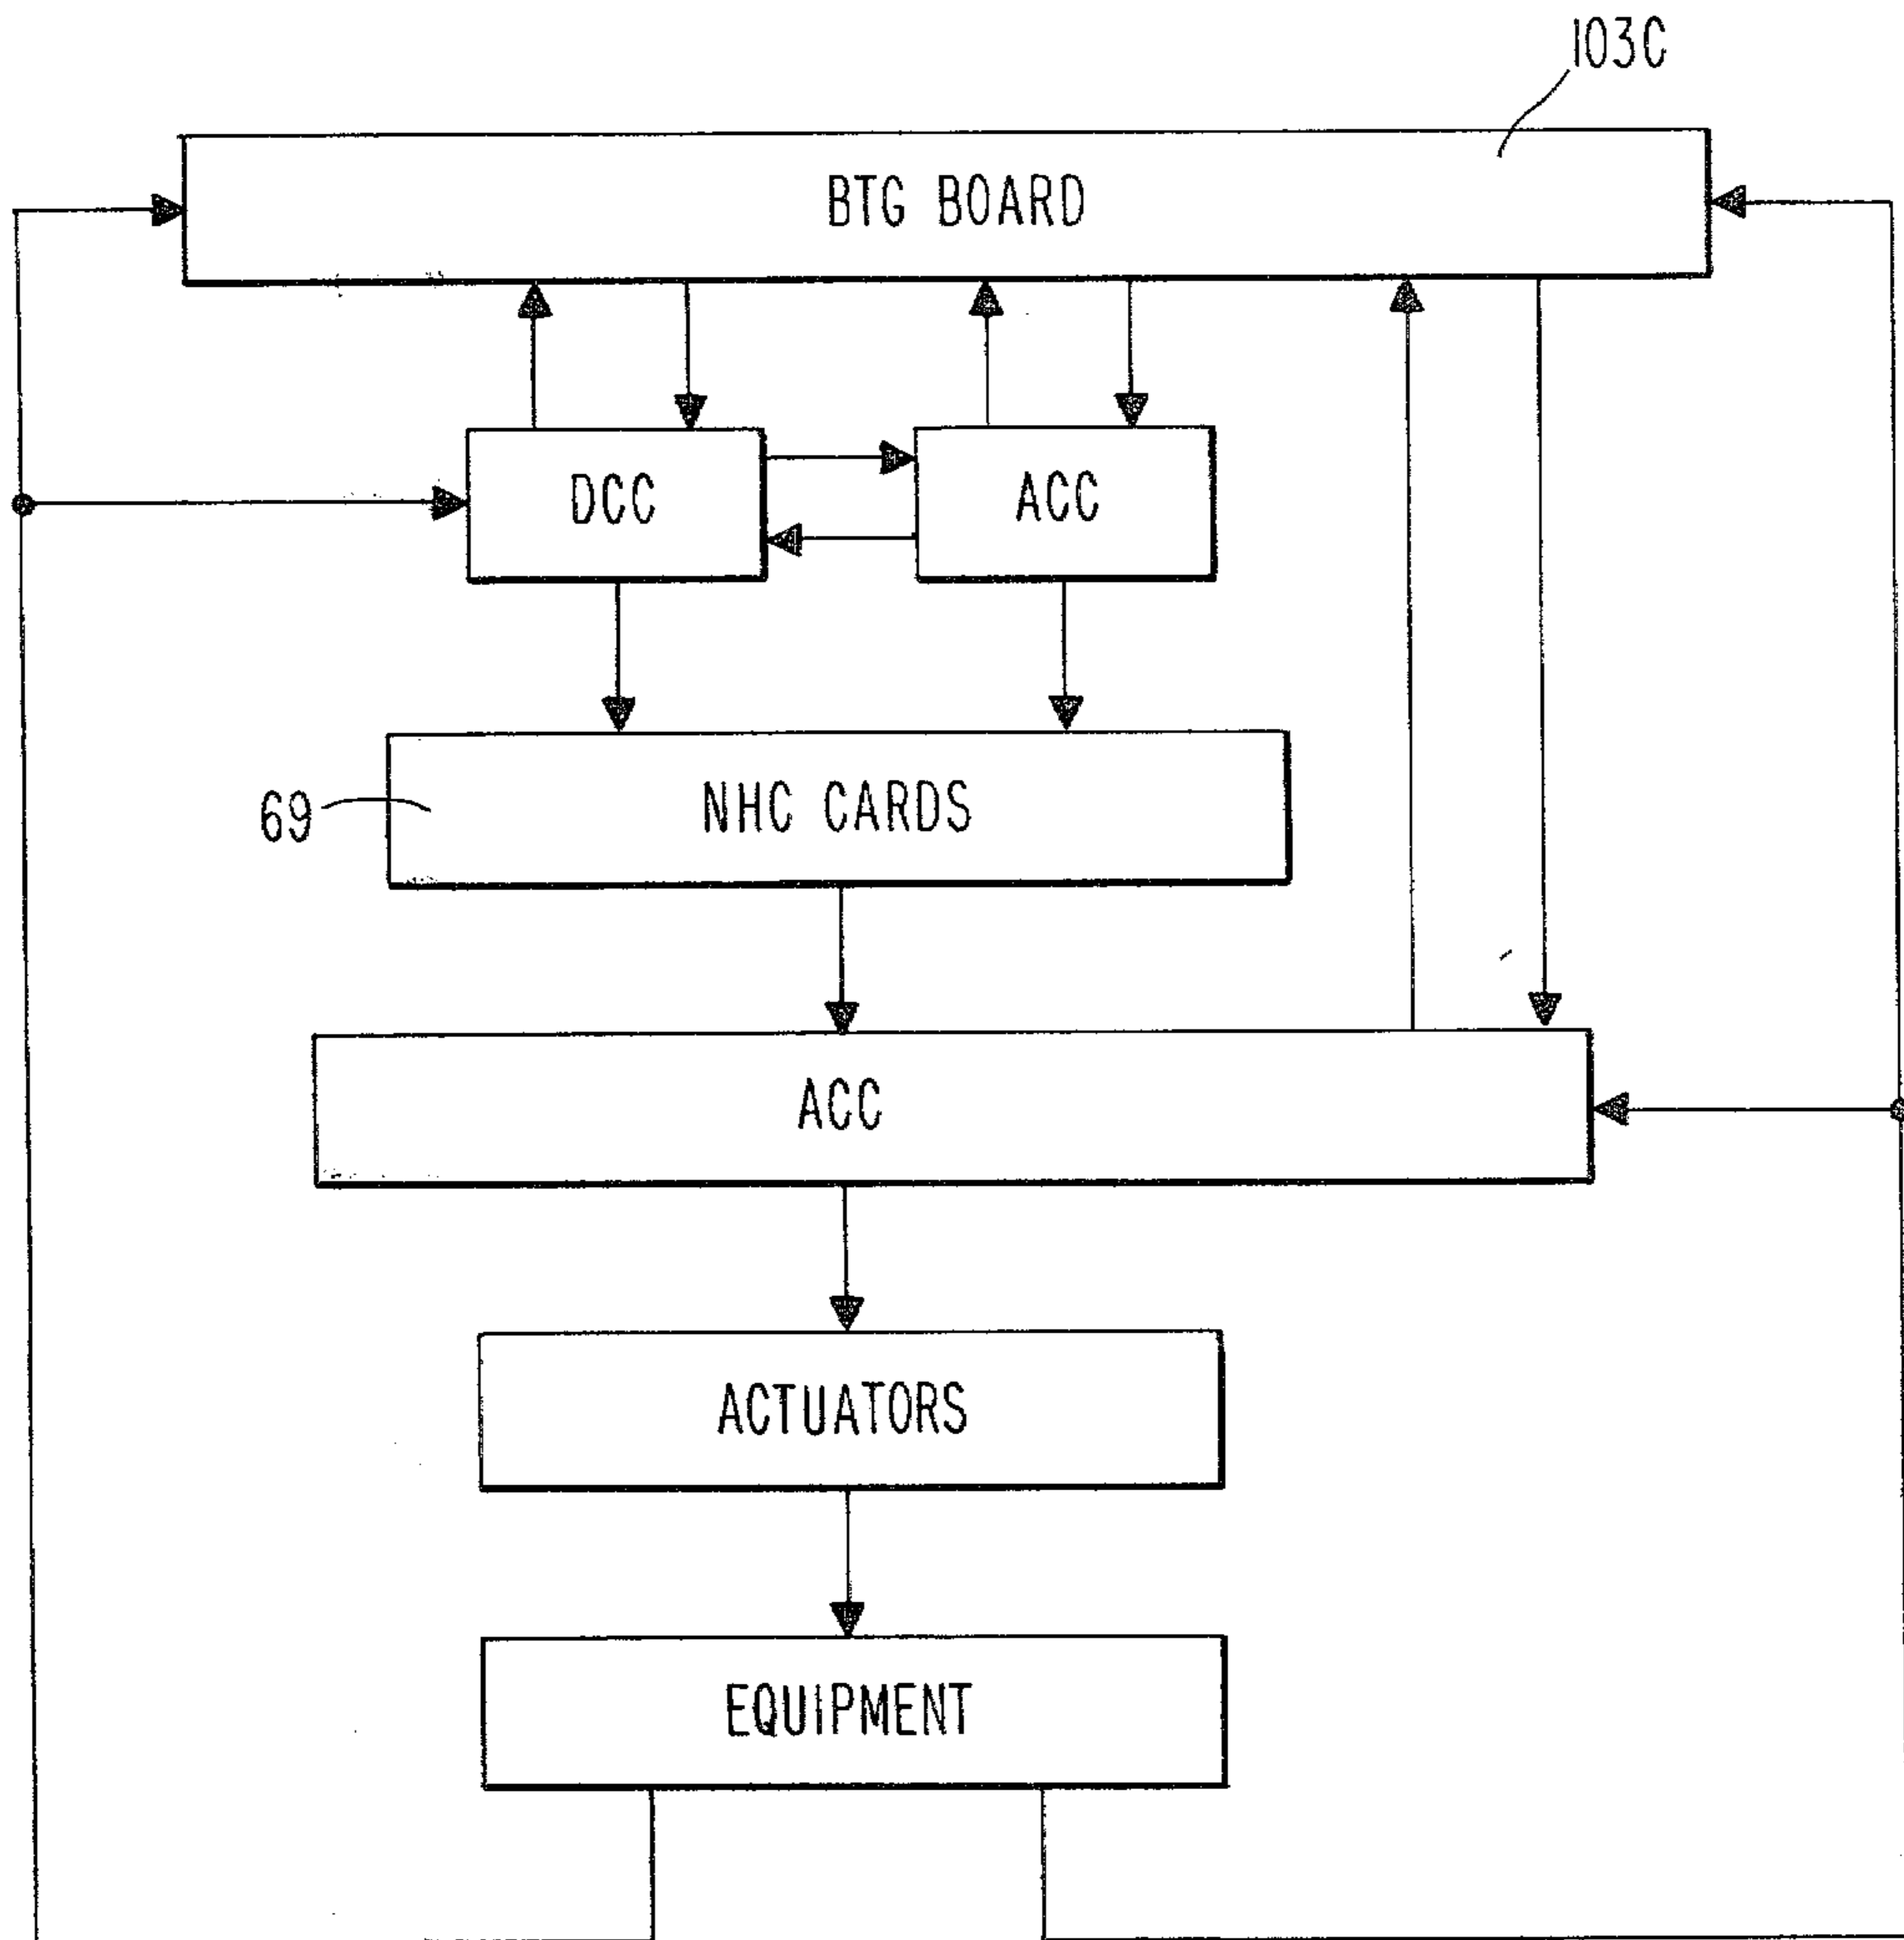 103C
BTG BOARD
DCC
ACC
69
NHC CARDS
ACC
ACTUATORS
EQUIPMENT